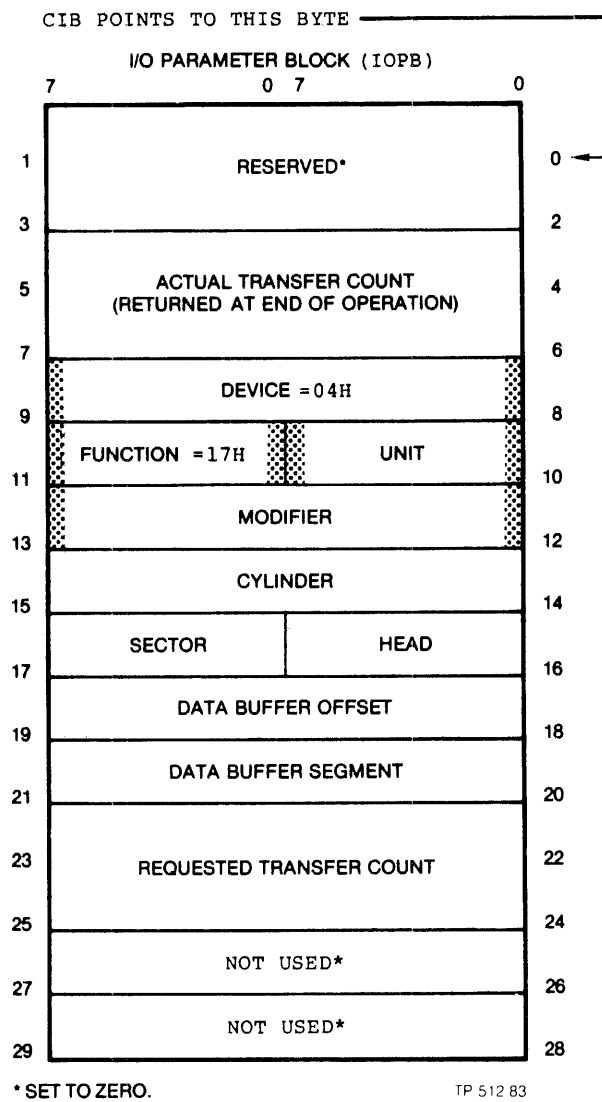 CIB POINTS TO THIS BYTE
I/O PARAMETER BLOCK (IOPB)
7 0 7 0
1 RESERVED* 0
3 2
5 ACTUAL TRANSFER COUNT 4
(RETURNED AT END OF OPERATION)
7 6
DEVICE =04H
9 8
FUNCTION =17H UNIT
11 10
MODIFIER
13 12
CYLINDER
15 14
SECTOR HEAD
17 16
DATA BUFFER OFFSET
19 18
DATA BUFFER SEGMENT
21 20
23 REQUESTED TRANSFER COUNT 22
25 24
NOT USED*
27 26
NOT USED*
29 28
* SET TO ZERO. TP 512 83